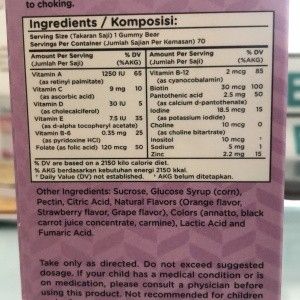 to choking.
Ingredients / Komposisi:
Serving Size (Takaran Saji) 1 Gummy Bear
Servings Per Container (Jumlah Sajian Per Kemasan) 70
Amount Per Serving % DV
(Jumlah Per Saji) (%AKG)
Vitamin A 1250 IU 65
(as retinyl palmitate)
Vitamin C 9 mg 10
(as ascorbic acid)
Vitamin D 30 IU
(as cholecalciferol)
Vitamin E 7.5 IU 35
(as d-alpha tocopheryl acetate)
Vitamin B-6 0.35 mg 25
(as pyridoxine HCl)
Folate (as folic acid) 120 mcg 50
Amount Per Serving % DV
(Jumlah Per Saji) (%AKG)
Vitamin B-12 2 mcg 85
(as cyanocobalamin)
Biotin 30 mcg 100
Pantothenic acid 2.5 mg 50
(as calcium d-pantothenate)
Iodine 18.5 mcg 15
(as potassium iodide)
Choline 10 mcg 0
(as choline bitartrate)
Inositol 10 mcg *
Sodium 5 mg 1
Zinc 2.2 mg 15
% DV are based on a 2150 kilo calorie diet.
% AKG berdasarkan kebutuhan energi 2150 kkal.
* Daily Value (DV) not established. * AKG belum ditetapkan.
Other Ingredients: Sucrose, Glucose Syrup (corn),
Pectin, Citric Acid, Natural Flavors (Orange flavor,
Strawberry flavor, Grape flavor), Colors (annatto, black
carrot juice concentrate, carmine), Lactic Acid and
Fumaric Acid.
Take only as directed. Do not exceed suggested
dosage. If your child has a medical condition or is
on medication, please consult a physician before
using this product. Not recommended for children